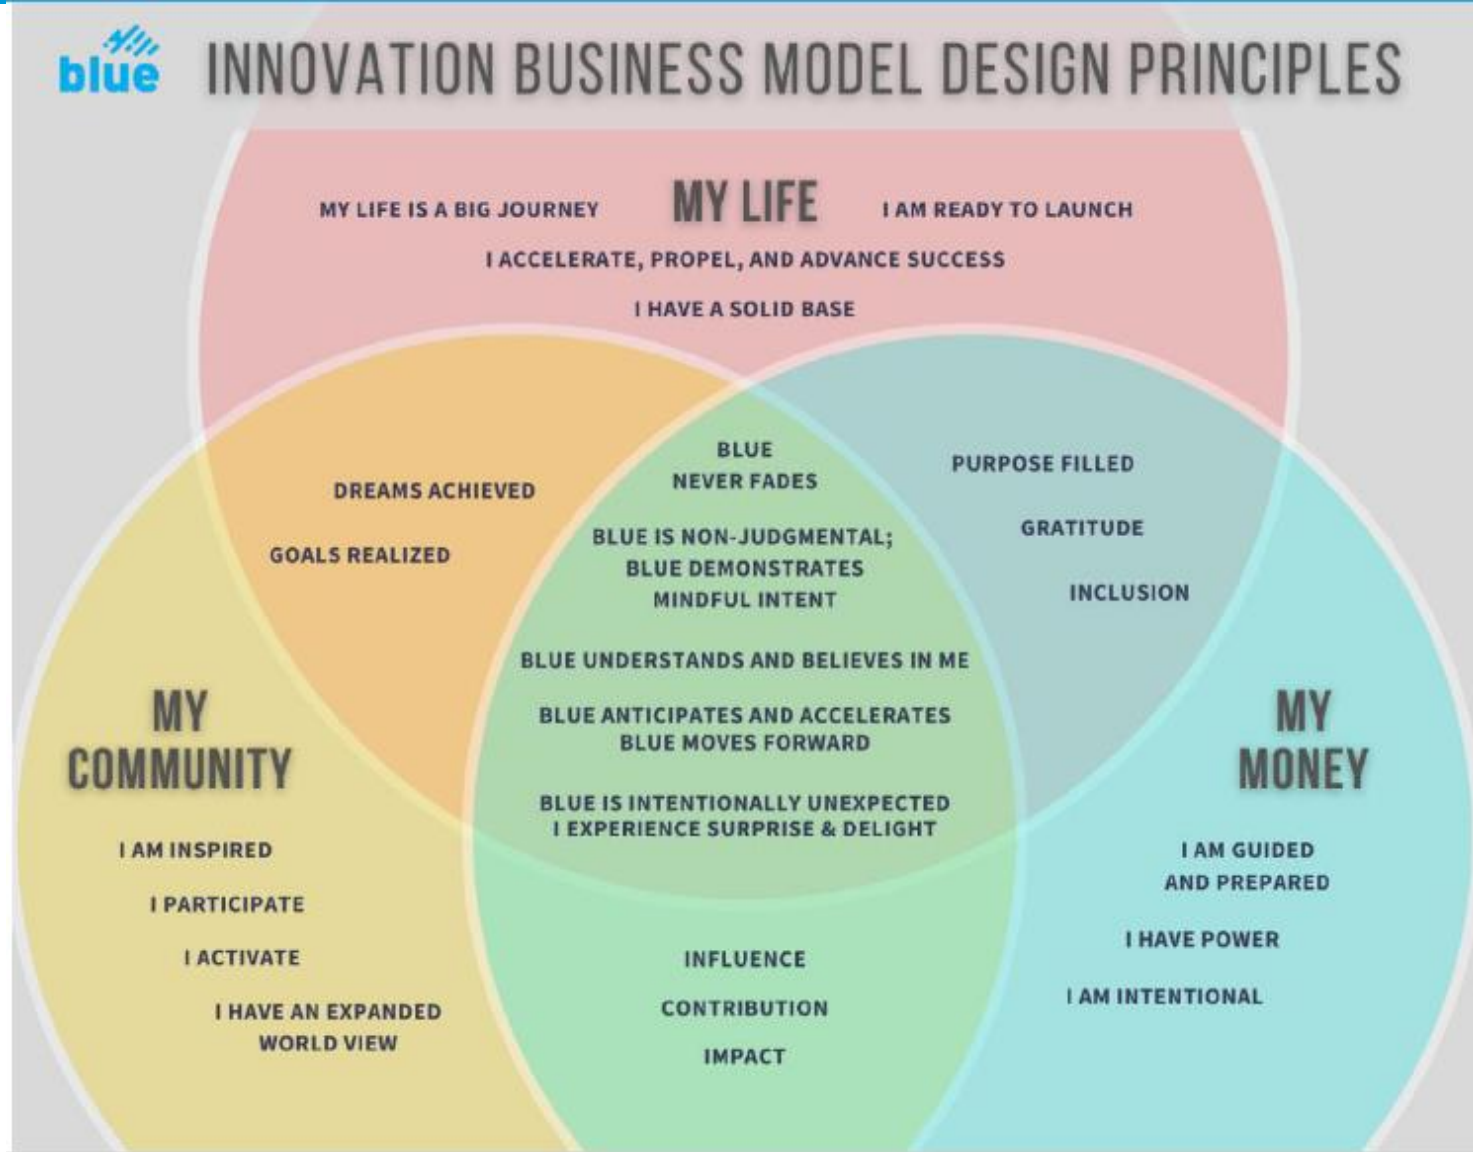 blue INNOVATION BUSINESS MODEL DESIGN PRINCIPLES
MY LIFE IS A BIG JOURNEY
MY LIFE
I AM READY TO LAUNCH
I ACCELERATE, PROPEL, AND ADVANCE SUCCESS
I HAVE A SOLID BASE
DREAMS ACHIEVED
GOALS REALIZED
BLUE
NEVER FADES
BLUE IS NON-JUDGMENTAL;
BLUE DEMONSTRATES
MINDFUL INTENT
BLUE UNDERSTANDS AND BELIEVES IN ME
BLUE ANTICIPATES AND ACCELERATES
BLUE MOVES FORWARD
BLUE IS INTENTIONALLY UNEXPECTED
I EXPERIENCE SURPRISE & DELIGHT
PURPOSE FILLED
GRATITUDE
INCLUSION
MY
COMMUNITY
I AM INSPIRED
I PARTICIPATE
I ACTIVATE
I HAVE AN EXPANDED
WORLD VIEW
INFLUENCE
CONTRIBUTION
IMPACT
MY
MONEY
I AM GUIDED
AND PREPARED
I HAVE POWER
I AM INTENTIONAL